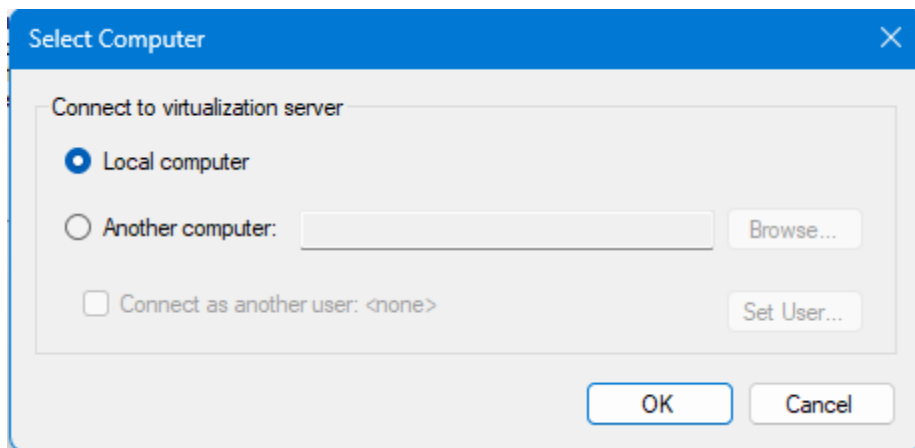 Select Computer
Connect to virtualization server
Local computer
Another computer:
Browse...
Connect as another user: <none>
Set User...
OK
Cancel